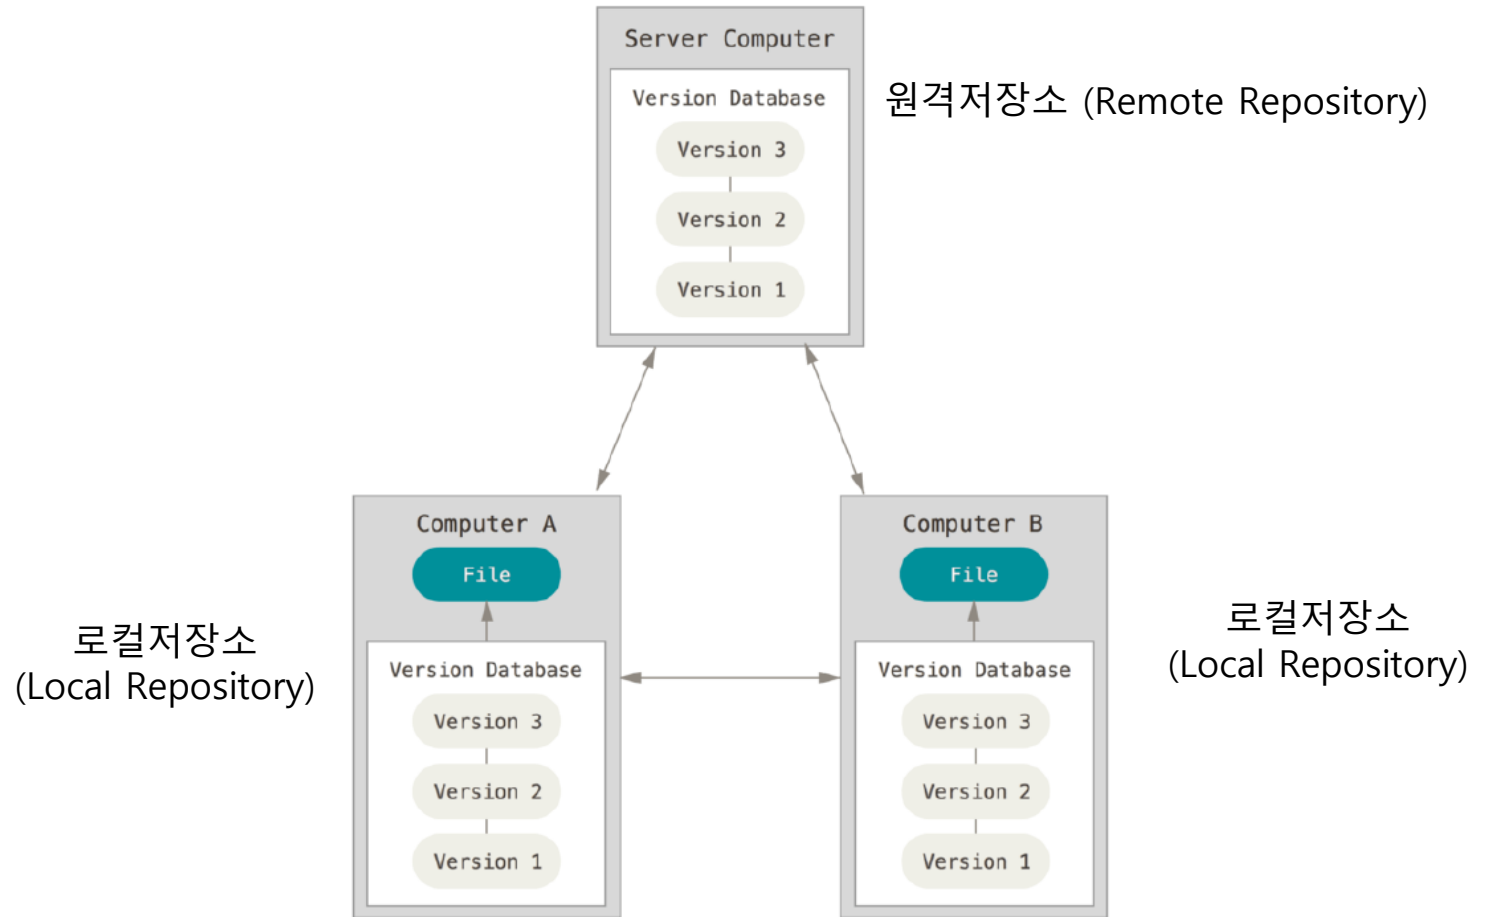 Server Computer
Version Database
Version 3
Version 2
Version 1
원격저장소 (Remote Repository)
Computer A
File
Version Database
Version 3
Version 2
Version 1
로컬저장소
(Local Repository)
Computer B
File
Version Database
Version 3
Version 2
Version 1
로컬저장소
(Local Repository)